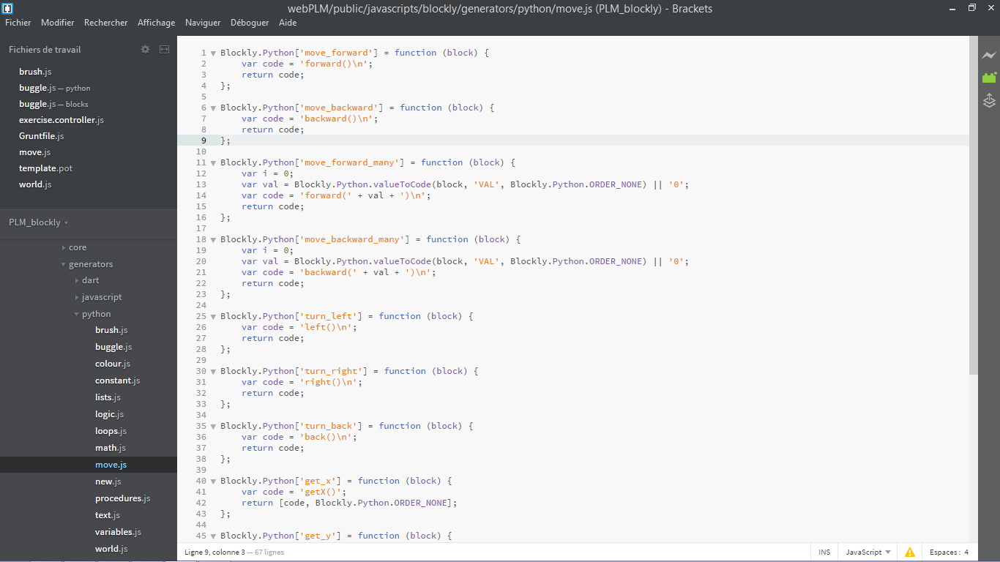 webPLM/public/javascripts/blockly/generators/python/move.js (PLM_blockly) - Brackets
Fichier Modifier Rechercher Affichage Naviguer Déboguer Aide
Fichiers de travail
brush.js
buggle.js — python
buggle.js — blocks
exercise.controller.js
Gruntfile.js
move.js
template.pot
world.js
PLM_blockly
core
generators
dart
javascript
python
brush.js
buggle.js
colour.js
constant.js
lists.js
logic.js
loops.js
math.js
move.js
new.js
procedures.js
text.js
variables.js
world.js
1 Blockly.Python['move_forward'] = function (block) {
2 var code = 'forward()\n';
3 return code;
4 };
5
6 Blockly.Python['move_backward'] = function (block) {
7 var code = 'backward()\n';
8 return code;
9 };
10
11 Blockly.Python['move_forward_many'] = function (block) {
12 var i = 0;
13 var val = Blockly.Python.valueToCode(block, 'VAL', Blockly.Python.ORDER_NONE) || '0';
14 var code = 'forward(' + val + ')\n';
15 return code;
16 };
17
18 Blockly.Python['move_backward_many'] = function (block) {
19 var i = 0;
20 var val = Blockly.Python.valueToCode(block, 'VAL', Blockly.Python.ORDER_NONE) || '0';
21 var code = 'backward(' + val + ')\n';
22 return code;
23 };
24
25 Blockly.Python['turn_left'] = function (block) {
26 var code = 'left()\n';
27 return code;
28 };
29
30 Blockly.Python['turn_right'] = function (block) {
31 var code = 'right()\n';
32 return code;
33 };
34
35 Blockly.Python['turn_back'] = function (block) {
36 var code = 'back()\n';
37 return code;
38 };
39
40 Blockly.Python['get_x'] = function (block) {
41 var code = 'getX()';
42 return [code, Blockly.Python.ORDER_NONE];
43 };
44
45 Blockly.Python['get_y'] = function (block) {
Ligne 9, colonne 3 — 67 lignes INS JavaScript Espaces : 4